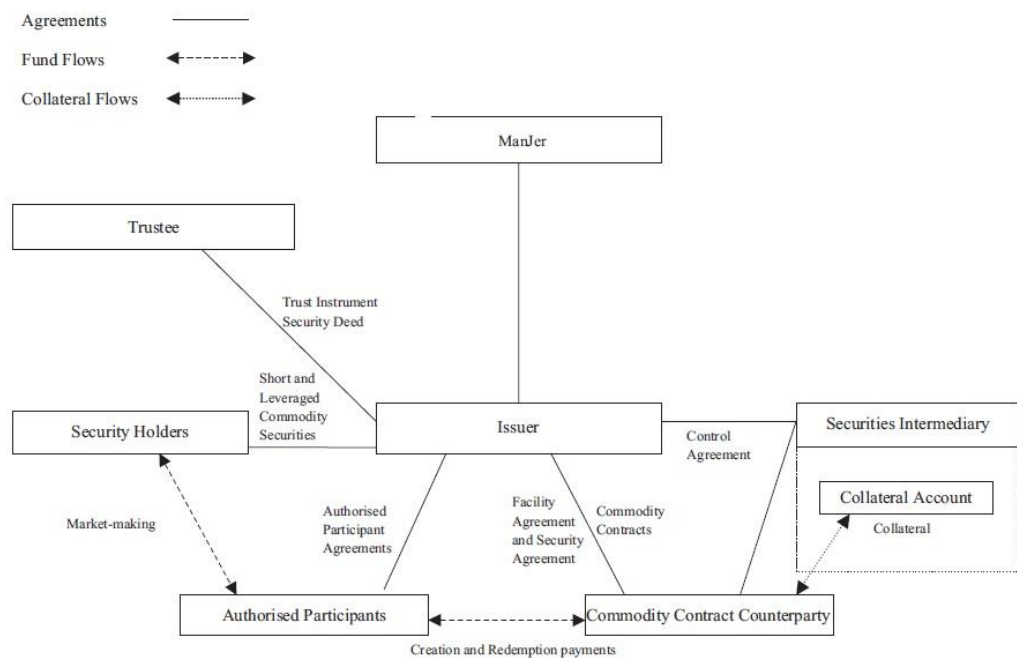 Agreements
Fund Flows
Collateral Flows
ManJer
Trustee
Trust Instrument
Security Deed
Short and
Leveraged
Commodity
Securities
Security Holders
Issuer
Securities Intermediary
Control
Agreement
Collateral Account
Collateral
Market-making
Authorised
Participant
Agreements
Facility
Agreement
and Security
Agreement
Commodity
Contracts
Authorised Participants
Commodity Contract Counterparty
Creation and Redemption payments